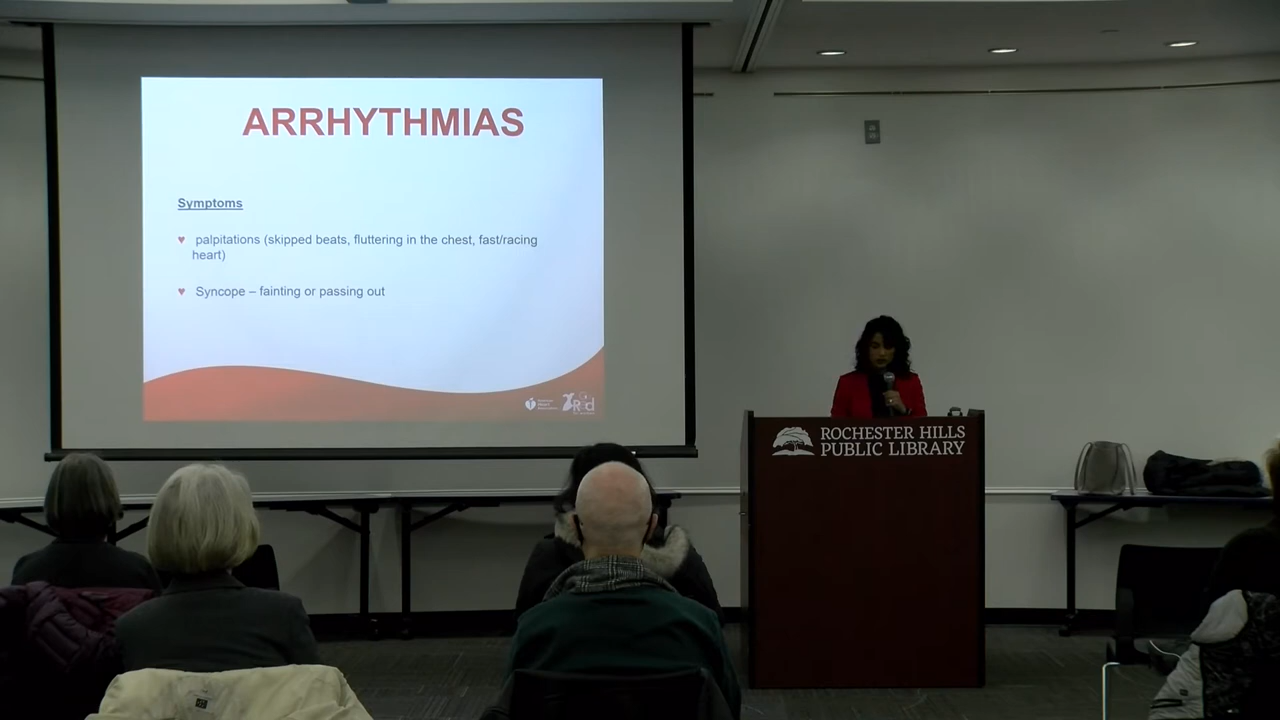 ARRHYTHMIAS
Symptoms
♥ palpitations (skipped beats, fluttering in the chest, fast/racing
heart)
♥ Syncope – fainting or passing out
ROCHESTER HILLS
PUBLIC LIBRARY